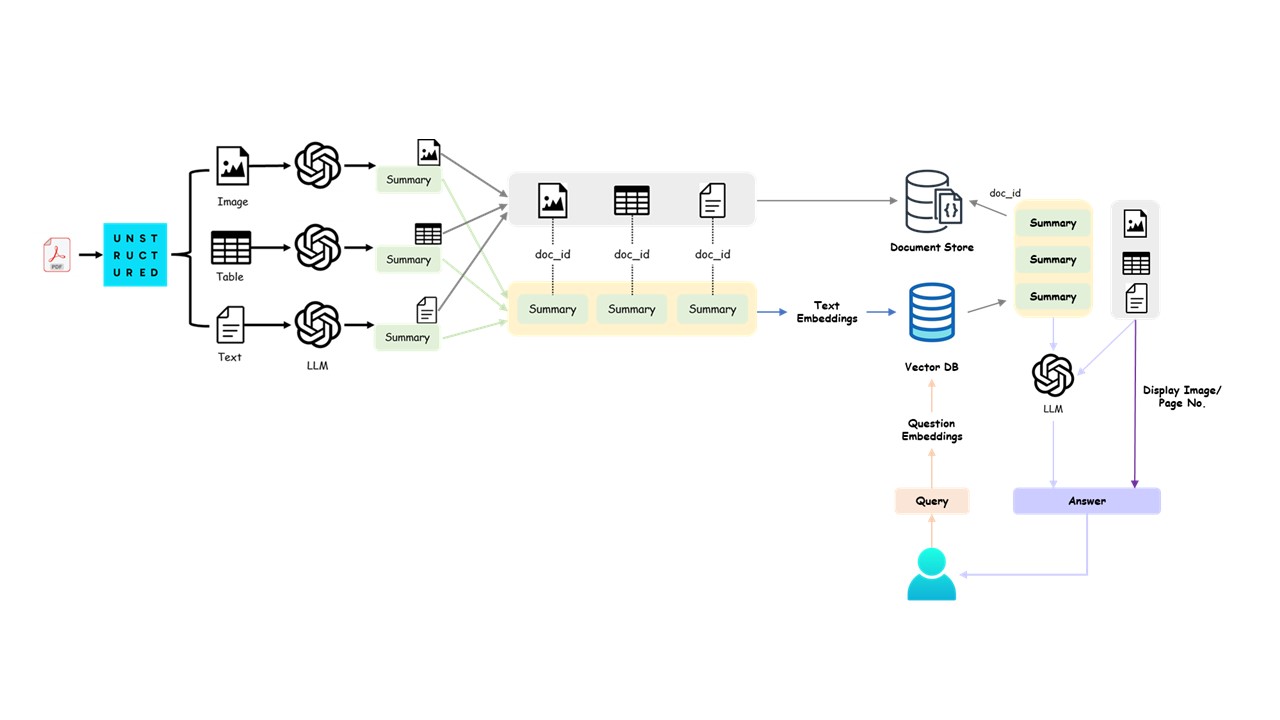 PDF
UNST
RUCT
URED
Image
Table
Text
LLM
Summary
Summary
Summary
doc_id
doc_id
doc_id
Summary
Summary
Summary
Text
Embeddings
Document Store
{}
Vector DB
Question
Embeddings
Query
doc_id
Summary
Summary
Summary
LLM
Display Image/
Page No.
Answer